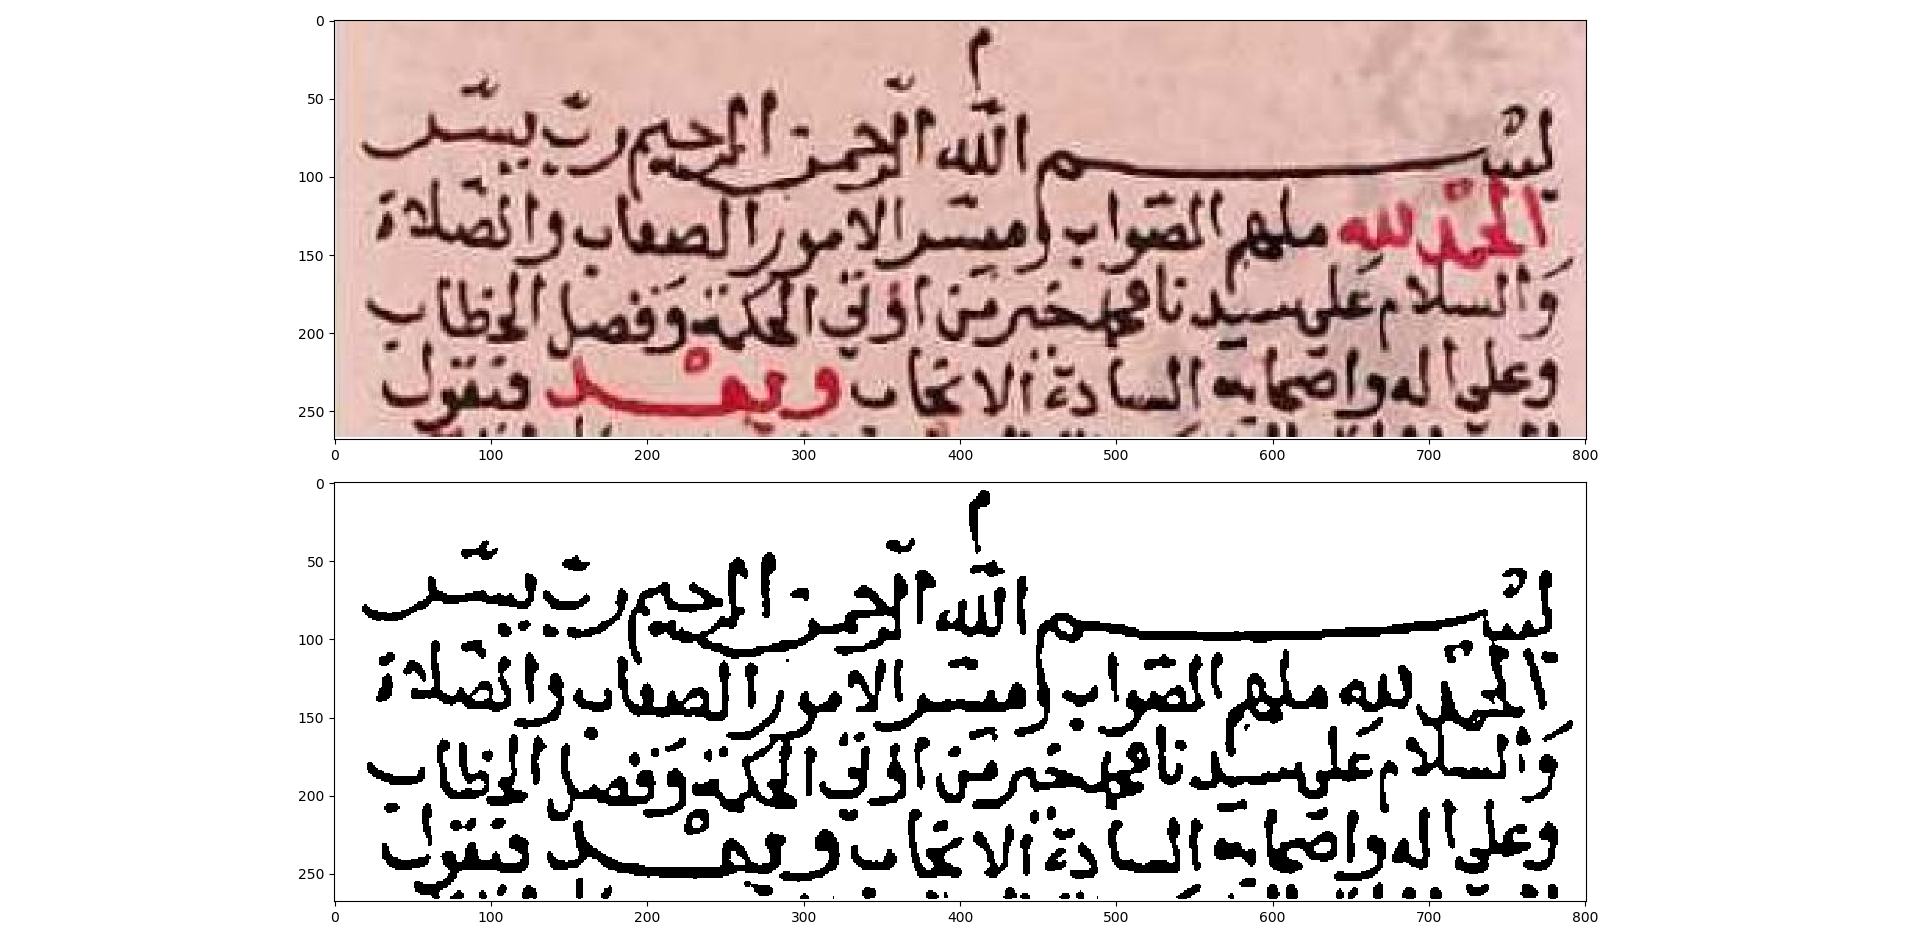 بسم الله الرحمن الرحيم رب يسر
الحمد لله ملهم الصواب وميسر الامور الصعاب والصلاة
والسلام على سيدنا محمد خير من اوتي الحكمة وفصل الخطاب
وعلى اله واصحابه السادة الانجاب وبعد فنقول
0 50 100 150 200 250
0 100 200 300 400 500 600 700 800
بسم الله الرحمن الرحيم رب يسر
الحمد لله ملهم الصواب وميسر الامور الصعاب والصلاة
والسلام على سيدنا محمد خير من اوتي الحكمة وفصل الخطاب
وعلى اله واصحابه السادة الانجاب وبعد فنقول
0 50 100 150 200 250
0 100 200 300 400 500 600 700 800